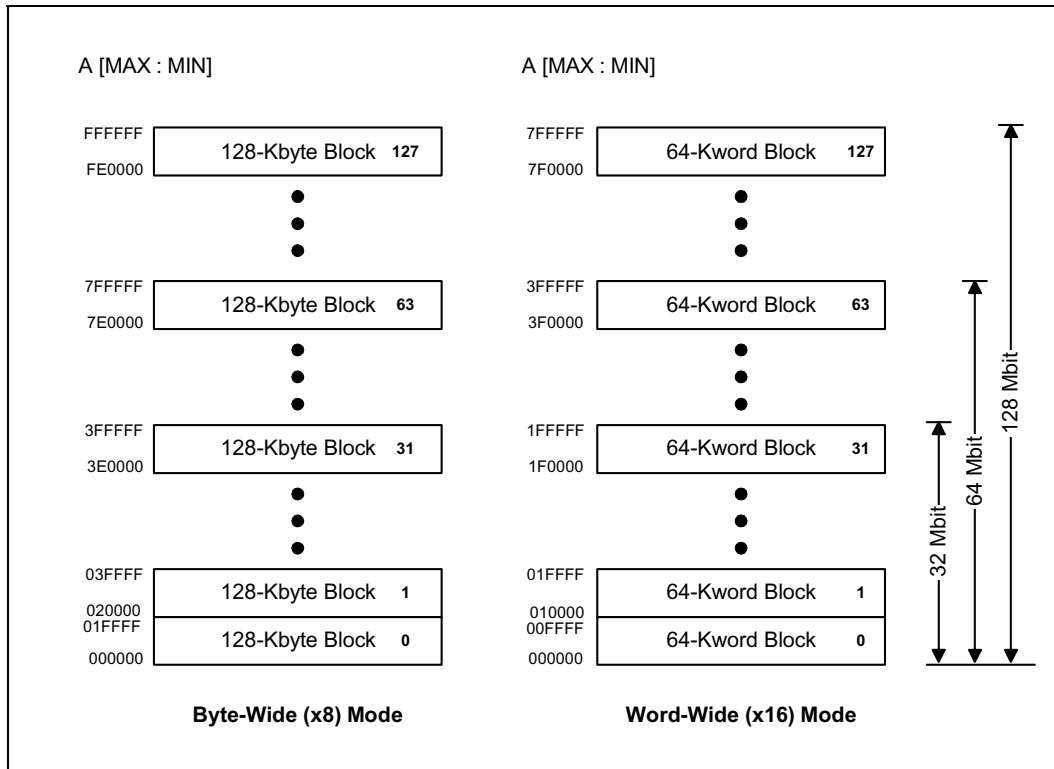 A [MAX : MIN]
A [MAX : MIN]
FFFFFF
128-Kbyte Block 127
FE0000
7FFFFF
64-Kword Block 127
7F0000
7FFFFF
128-Kbyte Block 63
7E0000
3FFFFF
64-Kword Block 63
3F0000
3FFFFF
128-Kbyte Block 31
3E0000
1FFFFF
64-Kword Block 31
1F0000
03FFFF
128-Kbyte Block 1
020000
01FFFF
128-Kbyte Block 0
000000
01FFFF
64-Kword Block 1
010000
00FFFF
64-Kword Block 0
000000
32 Mbit
64 Mbit
128 Mbit
Byte-Wide (x8) Mode
Word-Wide (x16) Mode